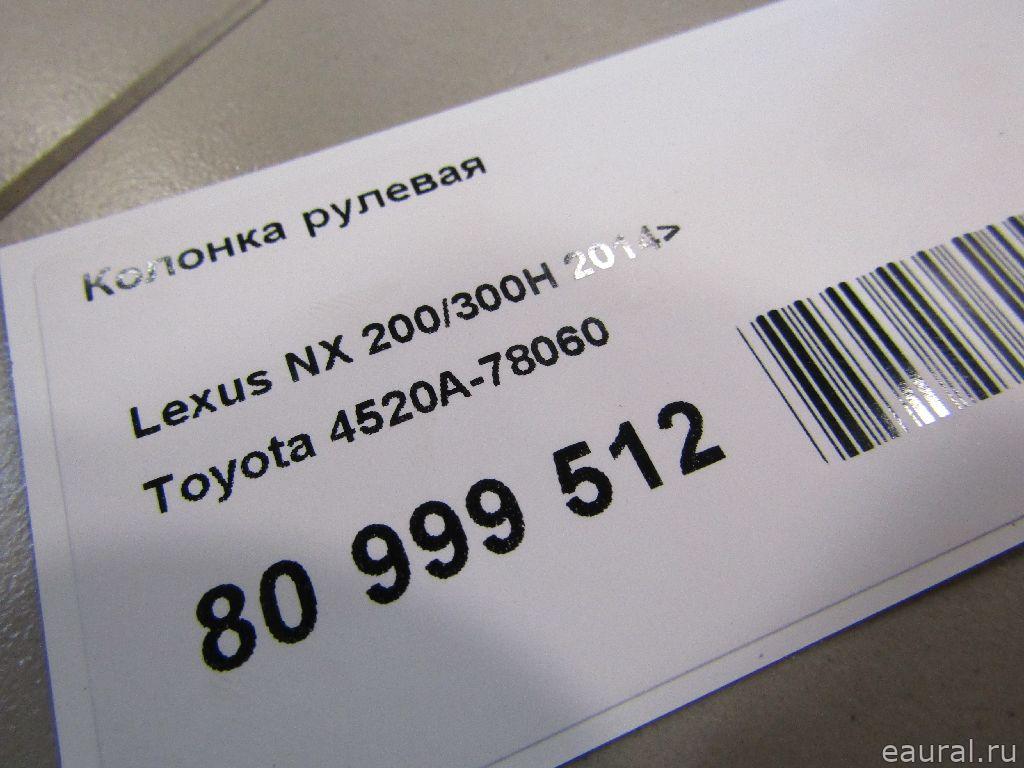 Колонка рулевая
Lexus NX 200/300H 2014>
Toyota 4520A-78060
80 999 512
eaural.ru